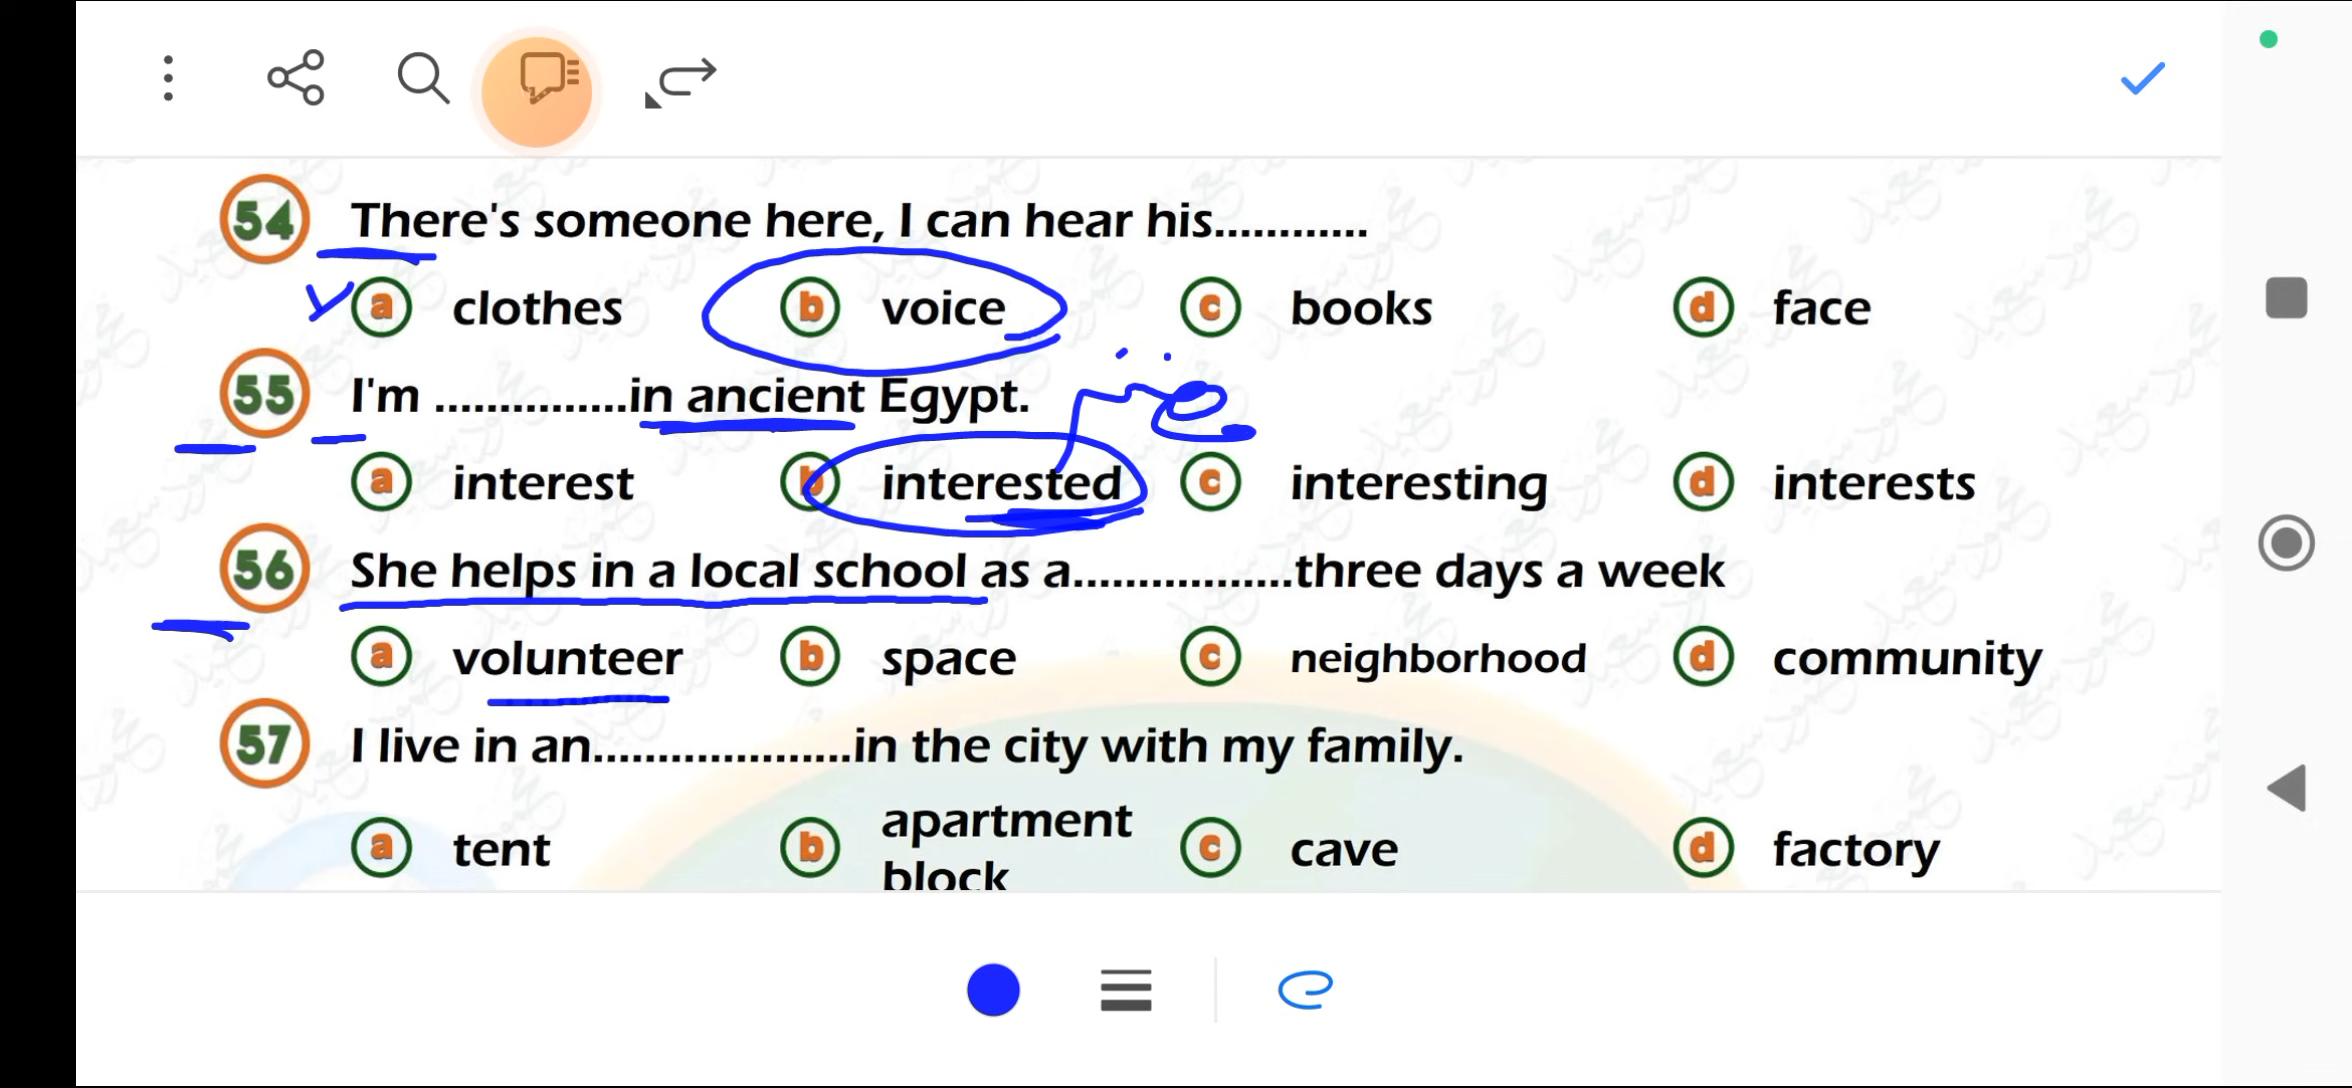 54 There's someone here, I can hear his............
a clothes b voice c books d face
55 I'm ...............in ancient Egypt.
a interest b interested c interesting d interests
56 She helps in a local school as a.................three days a week
a volunteer b space c neighborhood d community
57 I live in an....................in the city with my family.
a tent b apartment block c cave d factory